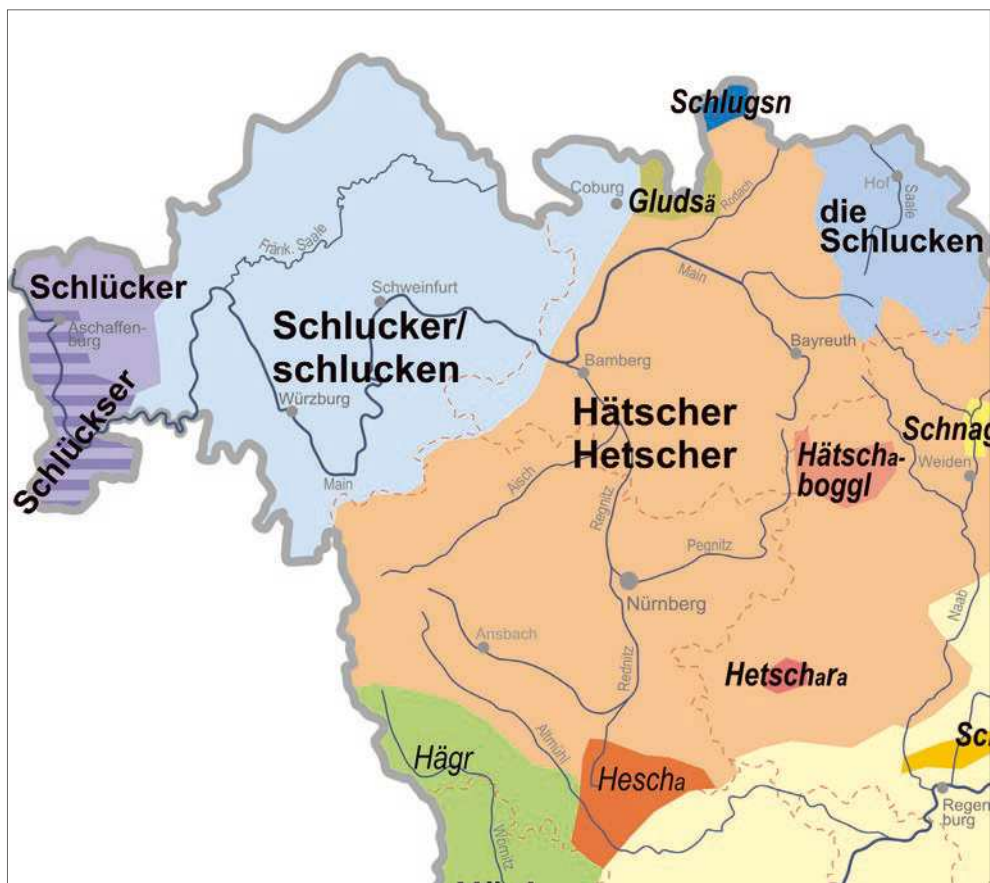 Schlugsn
Coburg
Gludsä
Rodach
Hof
Saale
die
Schlucken
Fränk. Saale
Main
Schlücker
Aschaffen-
burg
Schweinfurt
Schlucker/
schlucken
Bayreuth
Bamberg
Würzburg
Hätscher
Hetscher
Schlückser
Schnag
Hätscha-
boggl
Weiden
Main
Aisch
Regnitz
Pegnitz
Nürnberg
Naab
Ansbach
Rednitz
Hetschara
Altmühl
Hägr
Hescha
Regen
burg
Wörnitz